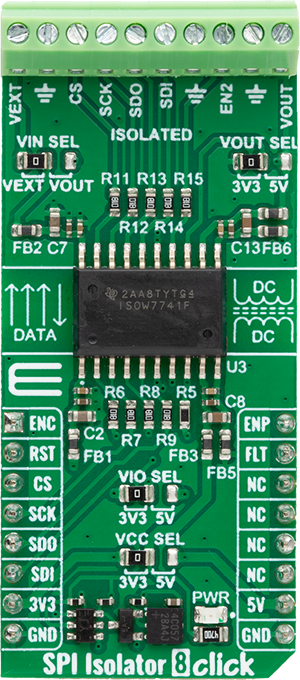 VEXT ⏚ CS SCK SDO SDI ⏚ EN2 ⏚ VOUT
ISOLATED
VIN SEL
VOUT SEL
VEXT VOUT
3V3 5V
R11 R13 R15
R12 R14
FB2 C7
C13 FB6
2AA8TYTG4
ISOW7741F
DATA
DC
DC
U3
R6 R8 R5
R7 R9
C2
C8
FB1
FB3
FB5
ENC
RST
CS
SCK
SDO
SDI
3V3
GND
ENP
FLT
NC
NC
NC
NC
5V
GND
VIO SEL
3V3 5V
VCC SEL
3V3 5V
PWR
4C057
28A4
SPI Isolator 8 click